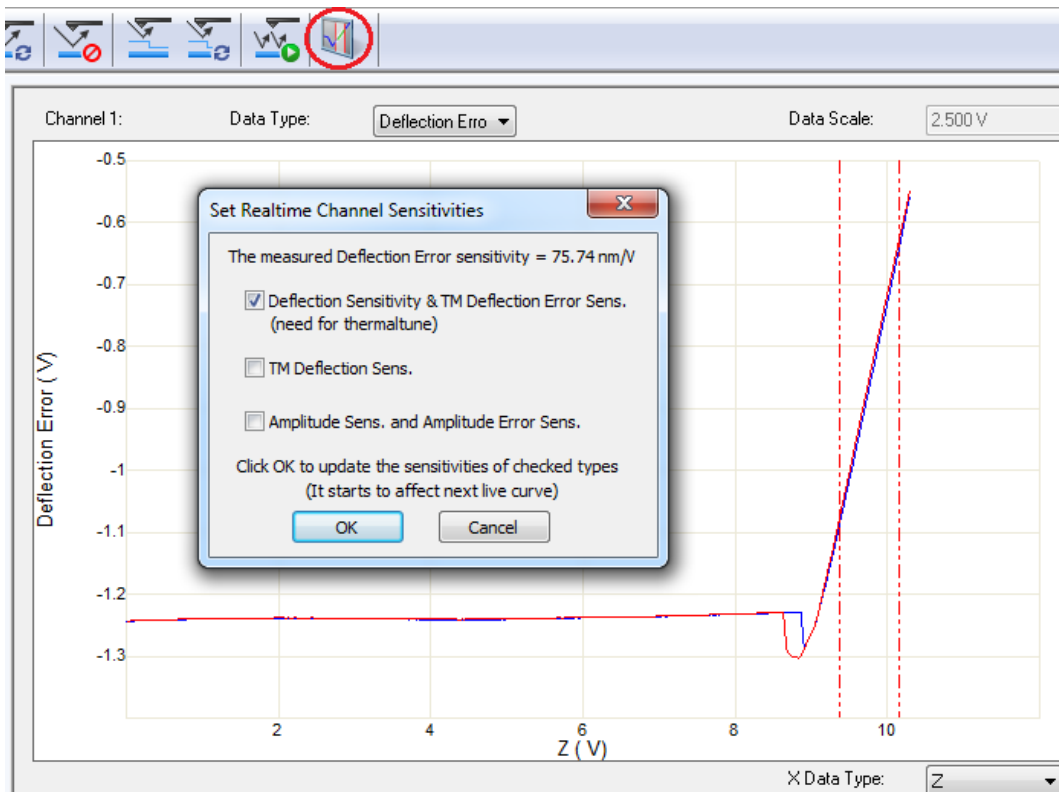 Channel 1: Data Type: Deflection Erro Data Scale: 2.500 V
-0.5
-0.6
-0.7
-0.8
-0.9
-1
-1.1
-1.2
-1.3
Deflection Error ( V)
Set Realtime Channel Sensitivities
The measured Deflection Error sensitivity = 75.74 nm/V
Deflection Sensitivity & TM Deflection Error Sens.
(need for thermaltune)
TM Deflection Sens.
Amplitude Sens. and Amplitude Error Sens.
Click OK to update the sensitivities of checked types
(It starts to affect next live curve)
OK Cancel
2 4 6 8 10
Z ( V)
X Data Type: Z